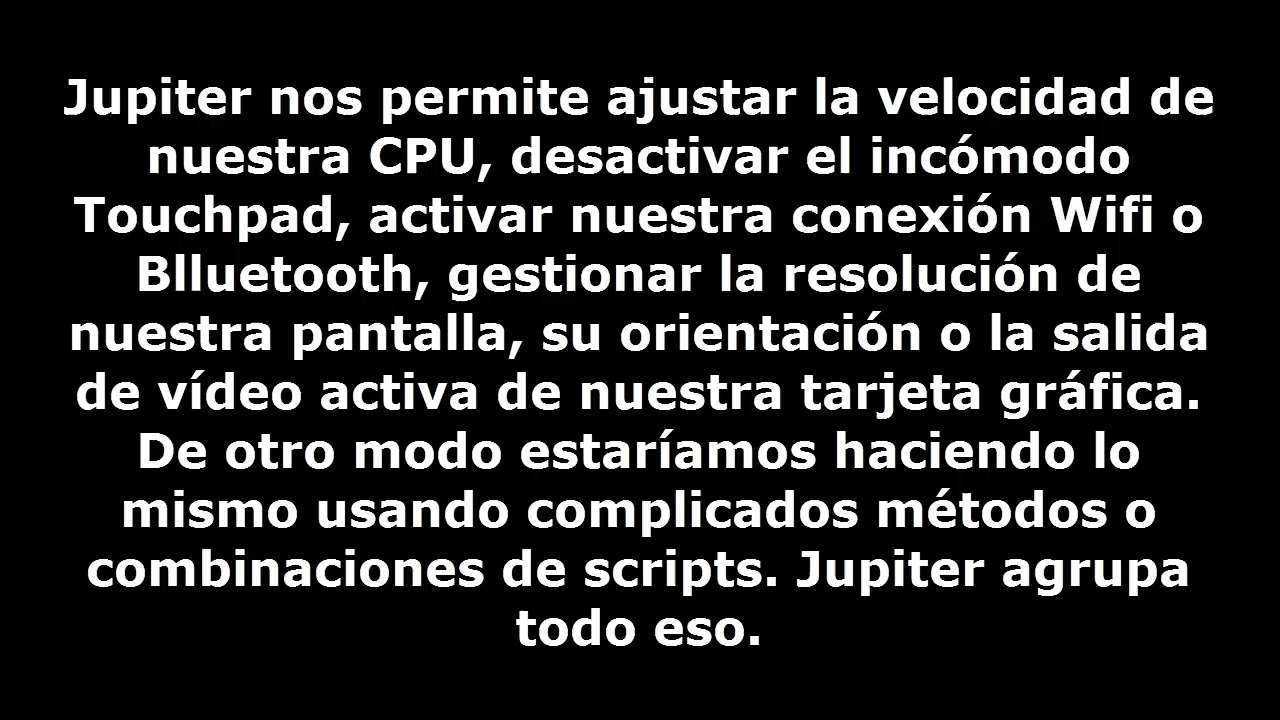 Jupiter nos permite ajustar la velocidad de
nuestra CPU, desactivar el incómodo
Touchpad, activar nuestra conexión Wifi o
Blluetooth, gestionar la resolución de
nuestra pantalla, su orientación o la salida
de vídeo activa de nuestra tarjeta gráfica.
De otro modo estaríamos haciendo lo
mismo usando complicados métodos o
combinaciones de scripts. Jupiter agrupa
todo eso.